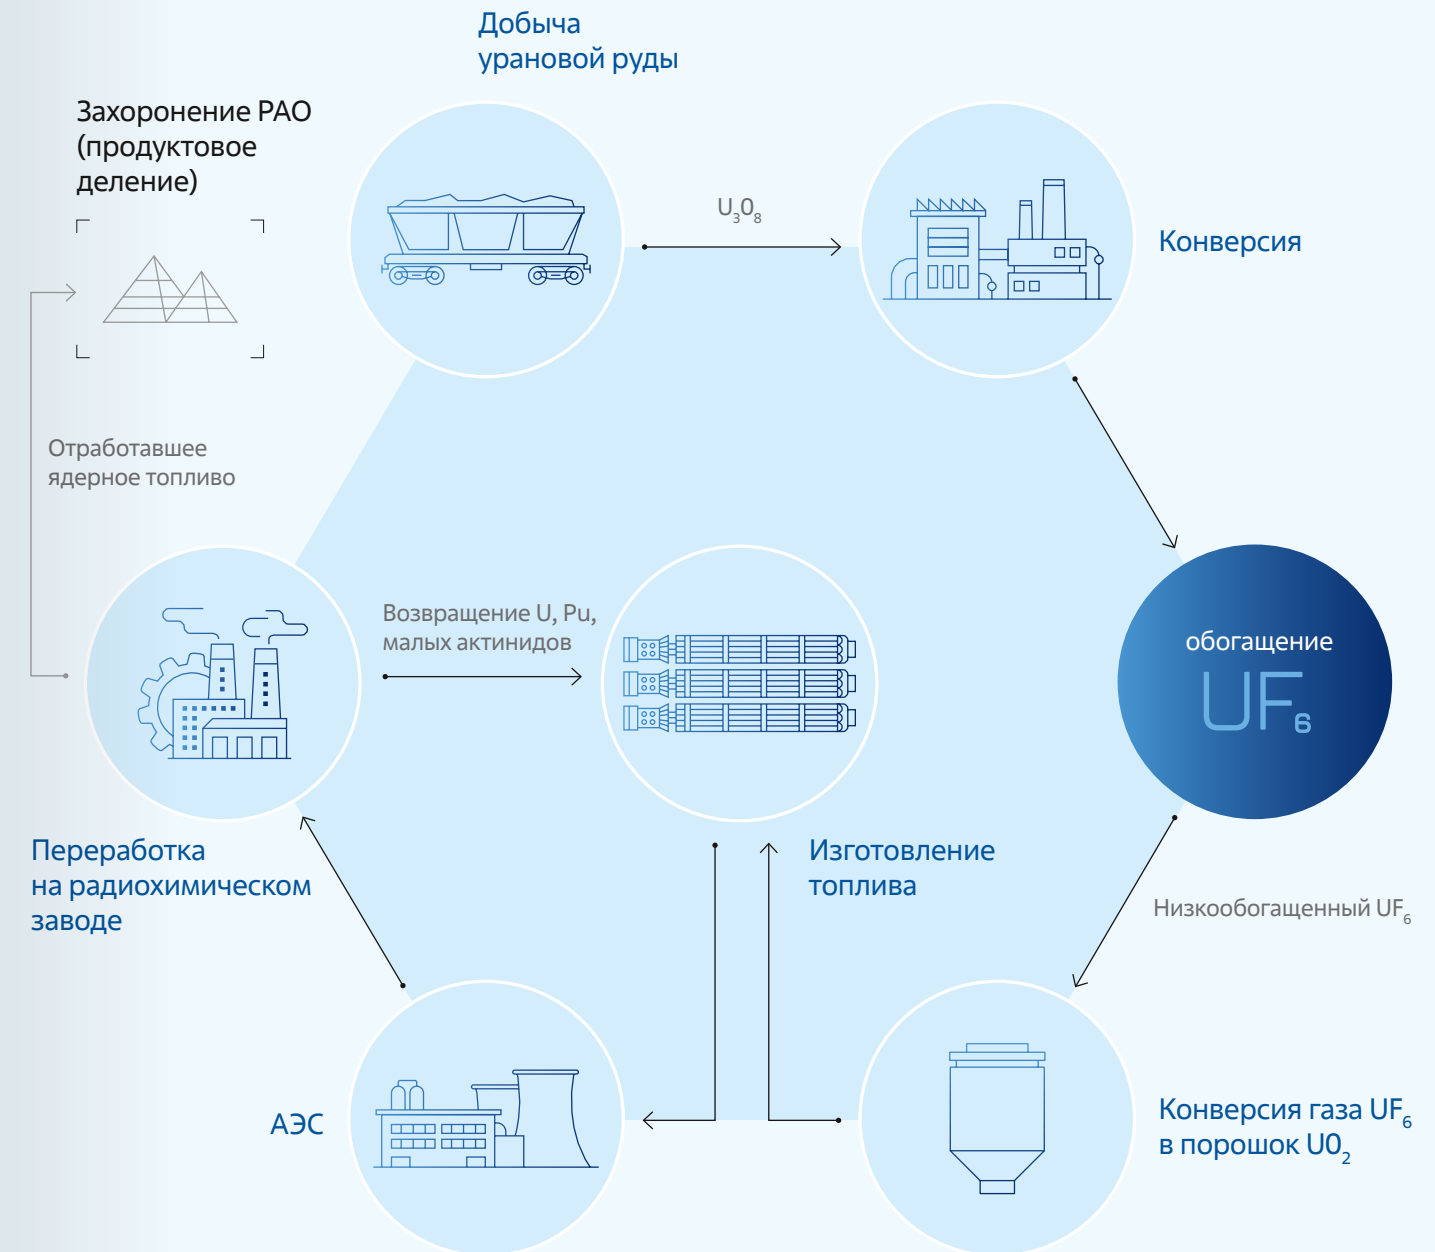 Добыча
урановой руды
Захоронение РАО
(продуктовое
деление)
U₃O₈
Конверсия
Отработавшее
ядерное топливо
Возвращение U, Pu,
малых актинидов
обогащение
UF₆
Переработка
на радиохимическом
заводе
Изготовление
топлива
Низкообогащенный UF₆
АЭС
Конверсия газа UF₆
в порошок UO₂